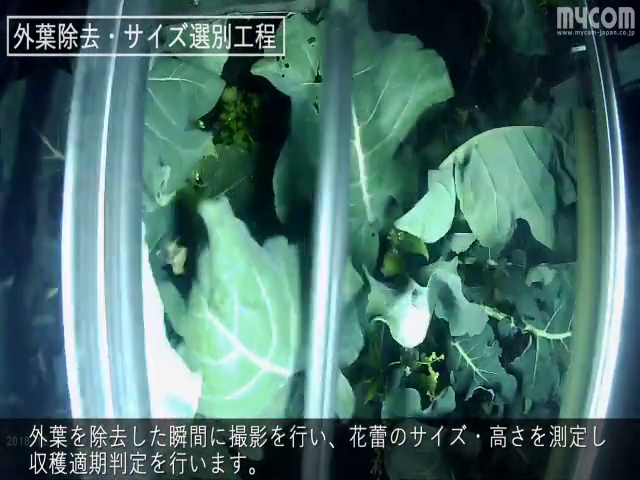 mycom
www.mycom-japan.co.jp
外葉除去・サイズ選別工程
2018
外葉を除去した瞬間に撮影を行い、花蕾のサイズ・高さを測定し
収穫適期判定を行います。